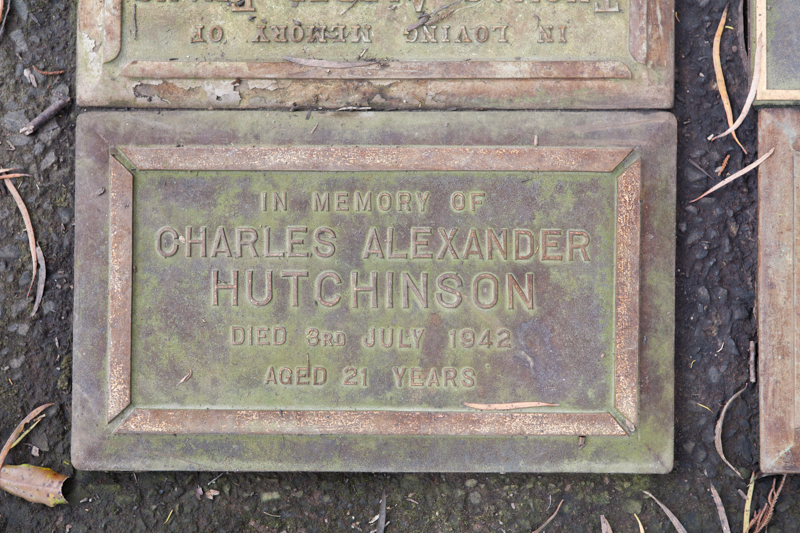 IN LOVING MEMORY OF
IN MEMORY OF
CHARLES ALEXANDER
HUTCHINSON
DIED 3RD JULY 1942
AGED 21 YEARS